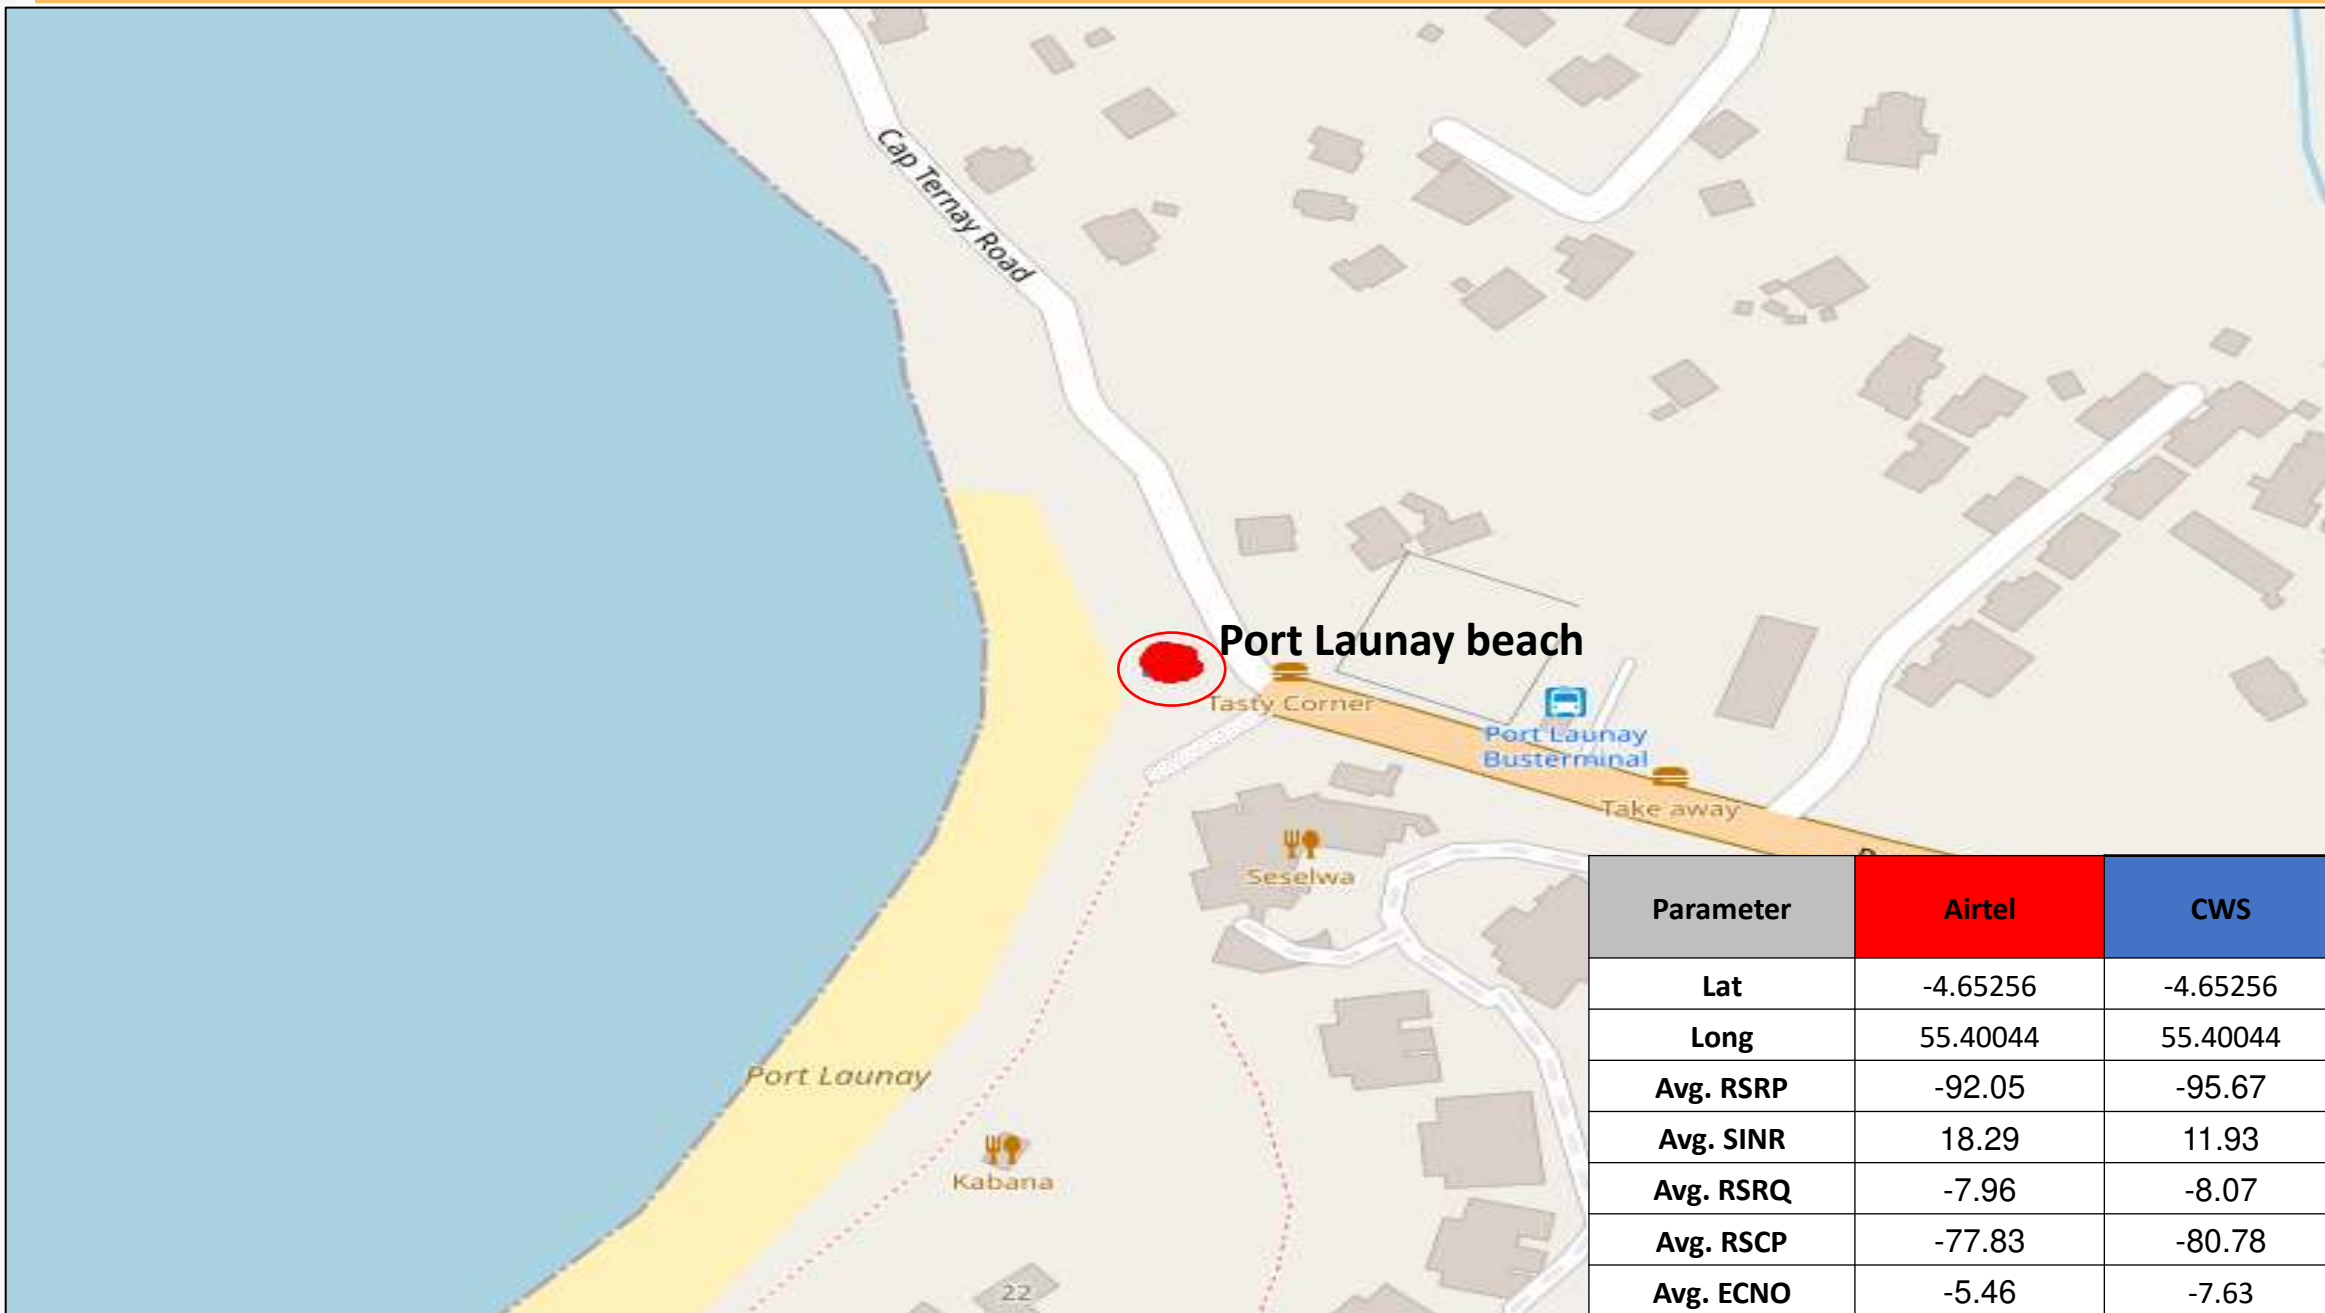 Cap Ternay Road
Port Launay beach
Tasty Corner
Port Launay
Busterminal
Take away
Seselwa
Port Launay
Kabana
22
Parameter Airtel CWS
Lat -4.65256 -4.65256
Long 55.40044 55.40044
Avg. RSRP -92.05 -95.67
Avg. SINR 18.29 11.93
Avg. RSRQ -7.96 -8.07
Avg. RSCP -77.83 -80.78
Avg. ECNO -5.46 -7.63